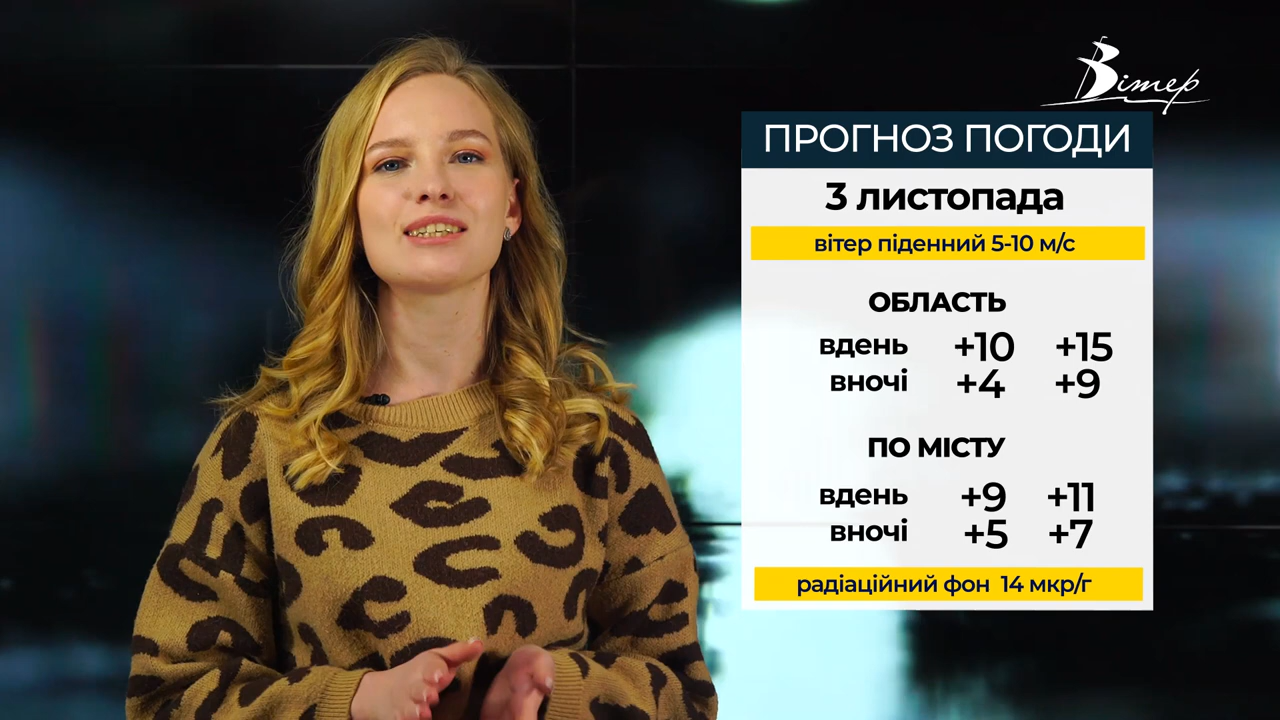 Вітер
ПРОГНОЗ ПОГОДИ
3 листопада
вітер піденний 5-10 м/с
ОБЛАСТЬ
вдень +10 +15
вночі +4 +9
ПО МІСТУ
вдень +9 +11
вночі +5 +7
радіаційний фон 14 мкр/г